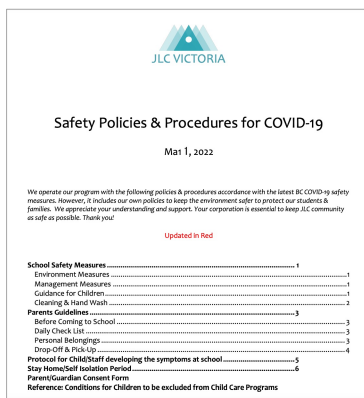 JLC VICTORIA
Safety Policies & Procedures for COVID-19
Ma11, 2022
We operate our program with the following policies & procedures accordance with the latest BC COVID-19 safety
measures. However, it includes our own policies to keep the environment safer to protect our students &
families. We appreciate your understanding and support. Your corporation is essential to keep JLC community
as safe as possible. Thank you!
Updated in Red
School Safety Measures ........ 1
Environment Measures ........ 1
Management Measures ........ 1
Guidance for Children ........ 1
Cleaning & Hand Wash ........ 2
Parents Guidelines ........ 3
Before Coming to School ........ 3
Daily Check List ........ 3
Personal Belongings ........ 3
Drop-Off & Pick-Up ........ 4
Protocol for Child/Staff developing the symptoms at school ........ 5
Stay Home/Self Isolation Period ........ 6
Parent/Guardian Consent Form
Reference: Conditions for Children to be excluded from Child Care Programs